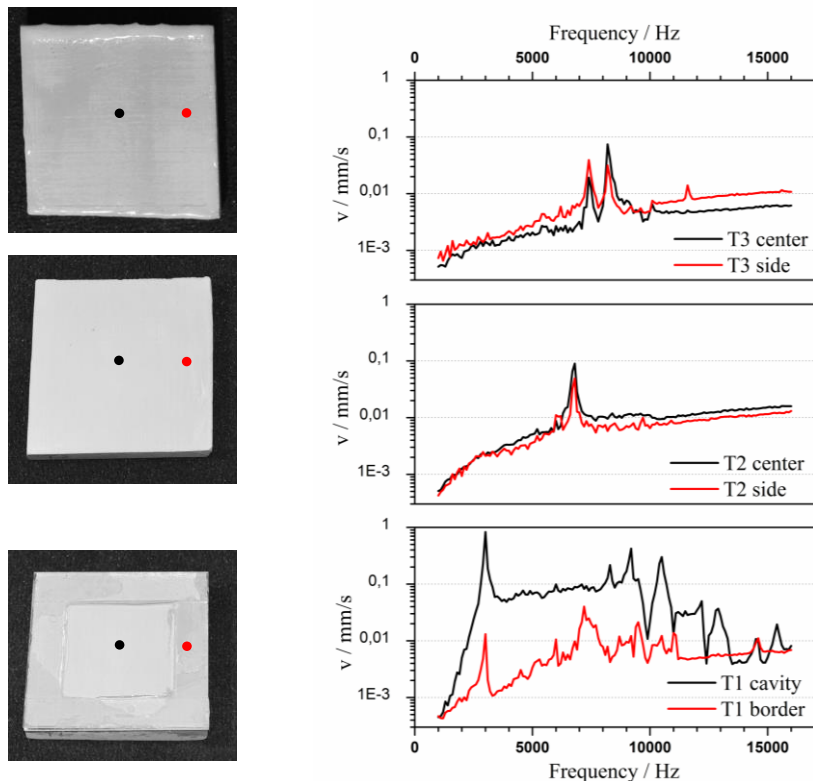 Frequency / Hz
0 5000 10000 15000
1
0,1
0,01
1E-3
v / mm/s
T3 center
T3 side
1
0,1
0,01
1E-3
v / mm/s
T2 center
T2 side
1
0,1
0,01
1E-3
v / mm/s
T1 cavity
T1 border
0 5000 10000 15000
Frequency / Hz